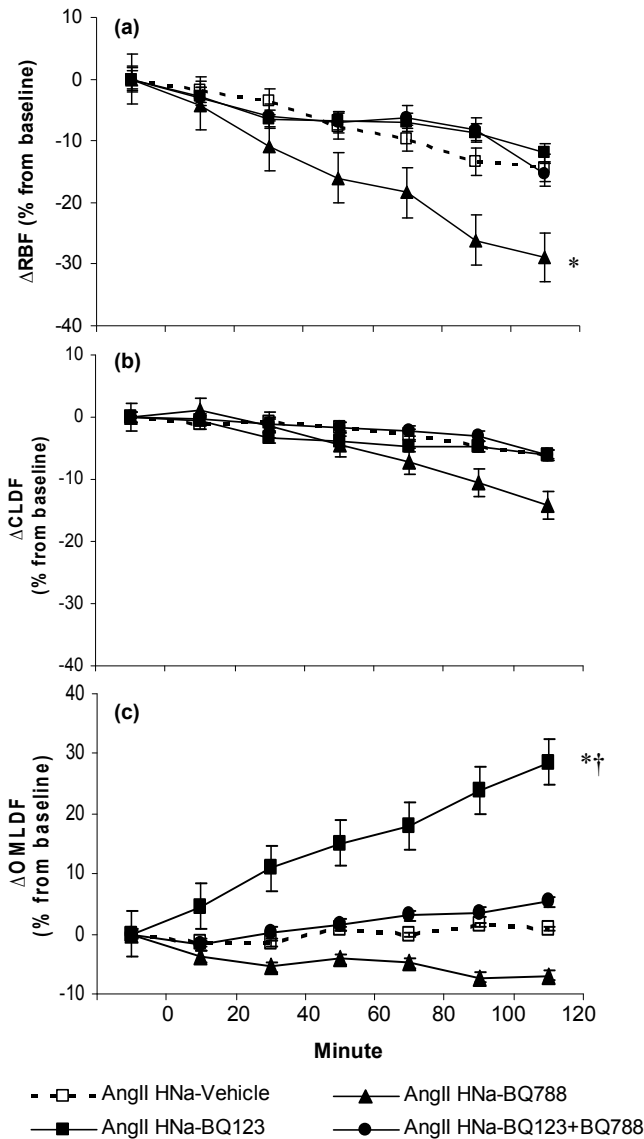 10
(a)
0
-10
-20
-30
-40
ΔRBF (% from baseline)
*
10
(b)
0
-10
-20
-30
-40
ΔCLDF
(% from baseline)
40
(c)
30
20
10
0
-10
ΔOMLDF
(% from baseline)
*†
0 20 40 60 80 100 120
Minute
AngII HNa-Vehicle
AngII HNa-BQ788
AngII HNa-BQ123
AngII HNa-BQ123+BQ788